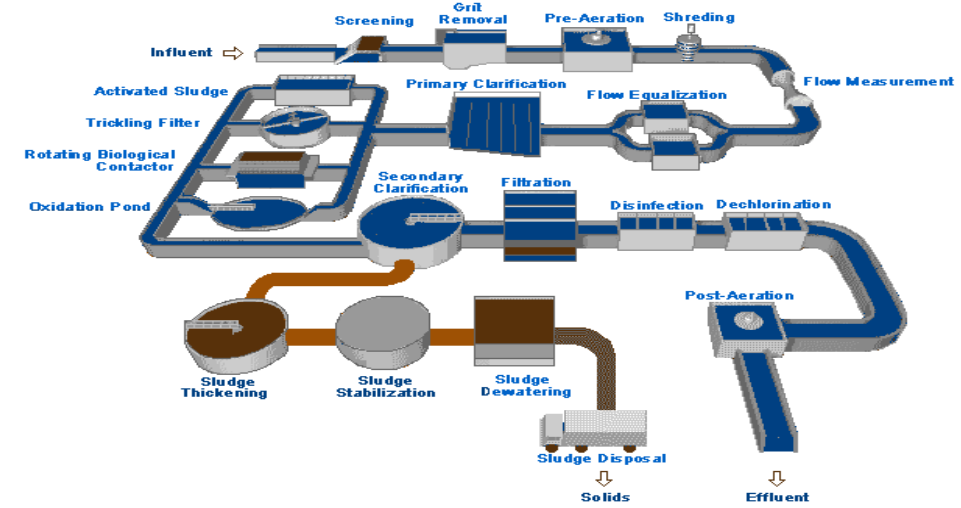 Screening
Grit
Removal
Pre-Aeration
Shreding
Influent
Flow Measurement
Activated Sludge
Primary Clarification
Flow Equalization
Trickling Filter
Rotating Biological
Contactor
Oxidation Pond
Secondary
Clarification
Filtration
Disinfection
Dechlorination
Post-Aeration
Sludge
Thickening
Sludge
Stabilization
Sludge
Dewatering
Sludge Disposal
Solids
Effluent